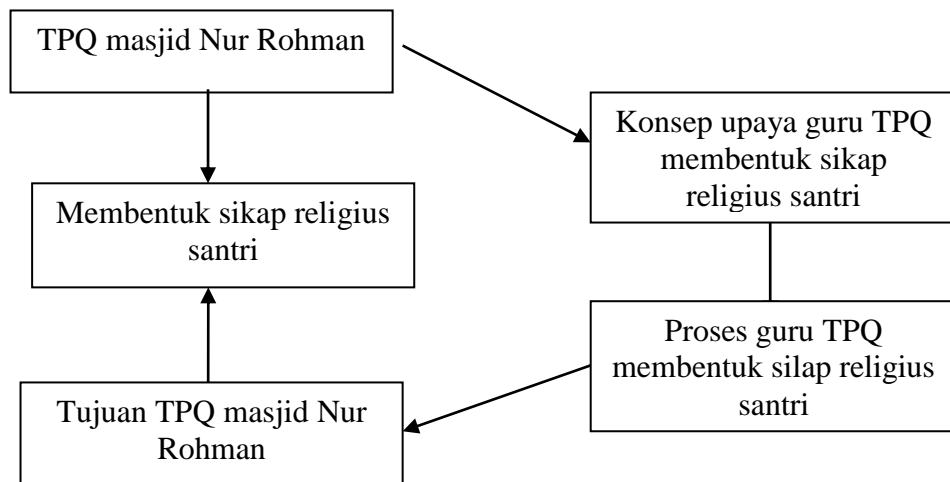 TPQ masjid Nur Rohman
Konsep upaya guru TPQ
membentuk sikap
religius santri
Membentuk sikap religius
santri
Proses guru TPQ
membentuk silap religius
santri
Tujuan TPQ masjid Nur
Rohman